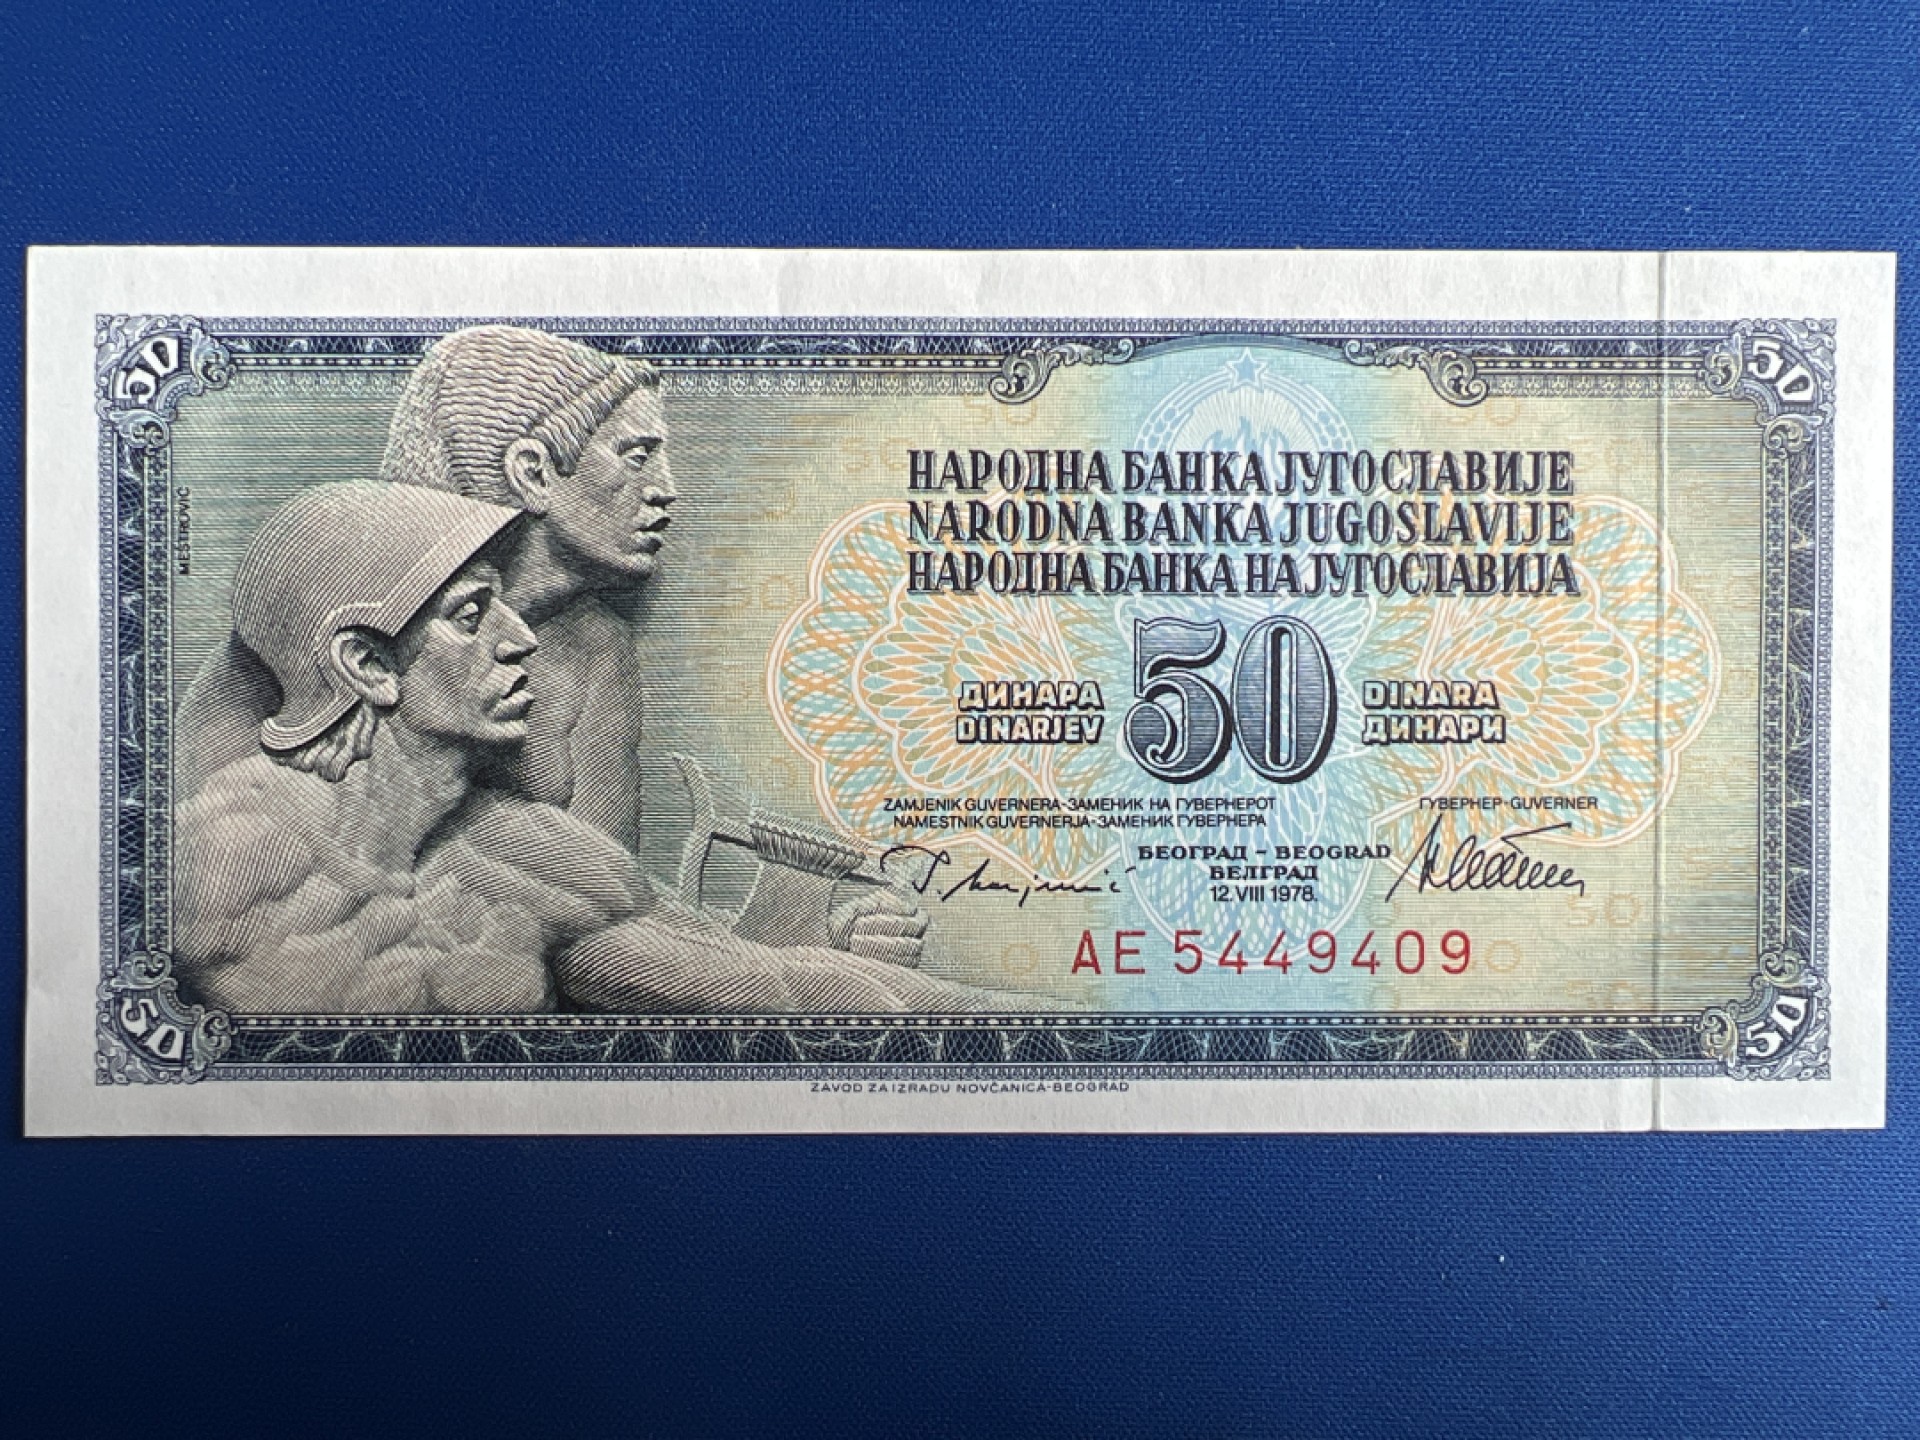 50
50
MEŠTROVIĆ
НАРОДНА БАНКА ЈУГОСЛАВИЈЕ
NARODNA BANKA JUGOSLAVIJE
НАРОДНА БАНКА НА ЈУГОСЛАВИЈА
ДИНАРА 50 DINARA
DINARJEV ДИНАРИ
ZAMJENIK GUVERNERA-ЗАМЕНИК НА ГУВЕРНЕРОТ ГУВЕРНЕР-GUVERNER
NAMESTNIK GUVERNERJA-ЗАМЕНИК ГУВЕРНЕРА
БЕОГРАД - BEOGRAD
БЕЛГРАД
12. VIII 1978.
AE 5449409
50
50
ZAVOD ZA IZRADU NOVČANICA-BEOGRAD